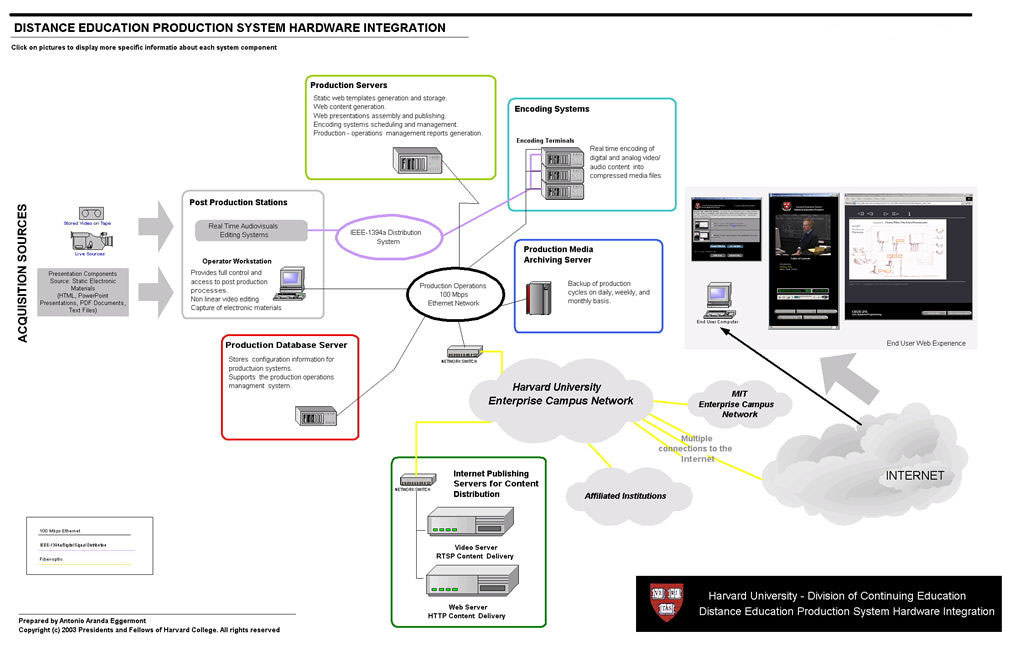 DISTANCE EDUCATION PRODUCTION SYSTEM HARDWARE INTEGRATION
Click on pictures to display more specific informatio about each system component
Production Servers
Static web templates generation and storage.
Web content generation.
Web presentations assembly and publishing.
Encoding systems scheduling and management.
Production - operations management reports generation.
Encoding Systems
Encoding Terminals
Real time encoding of
digital and analog video/
audio content into
compressed media files
ACQUISITION SOURCES
Stored Video on Tape
Live Sources
Presentation Components
Source: Static Electronic
Materials
(HTML, PowerPoint
Presentations, PDF Documents,
Text Files)
Post Production Stations
Real Time Audiovisuals
Editing Systems
Operator Workstation
Provides full control and
access to post production
processes.
Non linear video editing
Capture of electronic materials
IEEE-1394a Distribution
System
Production Operations
100 Mbps
Ethernet Network
Production Media
Archiving Server
Backup of production
cycles on daily, weekly, and
monthly basis.
End User Computer
End User Web Experience
Production Database Server
Stores configuration information for
productuion systems.
Supports the production operations
managment system.
NETWORK SWITCH
Harvard University
Enterprise Campus Network
MIT
Enterprise Campus
Network
Multiple
connections to the
Internet
INTERNET
Affiliated Institutions
NETWORK SWITCH
Internet Publishing
Servers for Content
Distribution
Video Server
RTSP Content Delivery
Web Server
HTTP Content Delivery
100 Mbps Ethernet
IEEE-1394a/Digital Signal Distribution
Fiber-optic
Prepared by Antonio Aranda Eggermont
Copyright (c) 2003 Presidents and Fellows of Harvard College. All rights reserved
VE RI
TAS
Harvard University - Division of Continuing Education
Distance Education Production System Hardware Integration